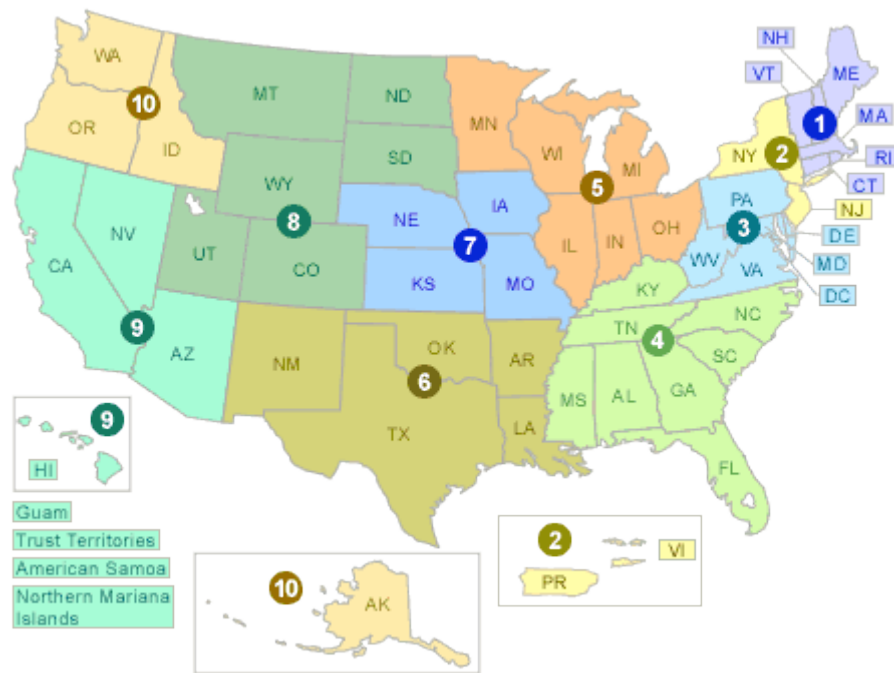 NH
WA
VT
ME
MT
ND
10
MN
1
MA
OR
ID
SD
WI
MI
NY
2
RI
WY
5
PA
CT
NE
IA
NJ
8
3
NV
7
IL
IN
OH
DE
UT
WV
CA
CO
KS
MO
VA
MD
KY
DC
9
NC
TN
4
AZ
NM
OK
AR
SC
6
MS
AL
GA
9
TX
LA
HI
FL
Guam
Trust Territories
2
VI
American Samoa
10
PR
Northern Mariana
Islands
AK